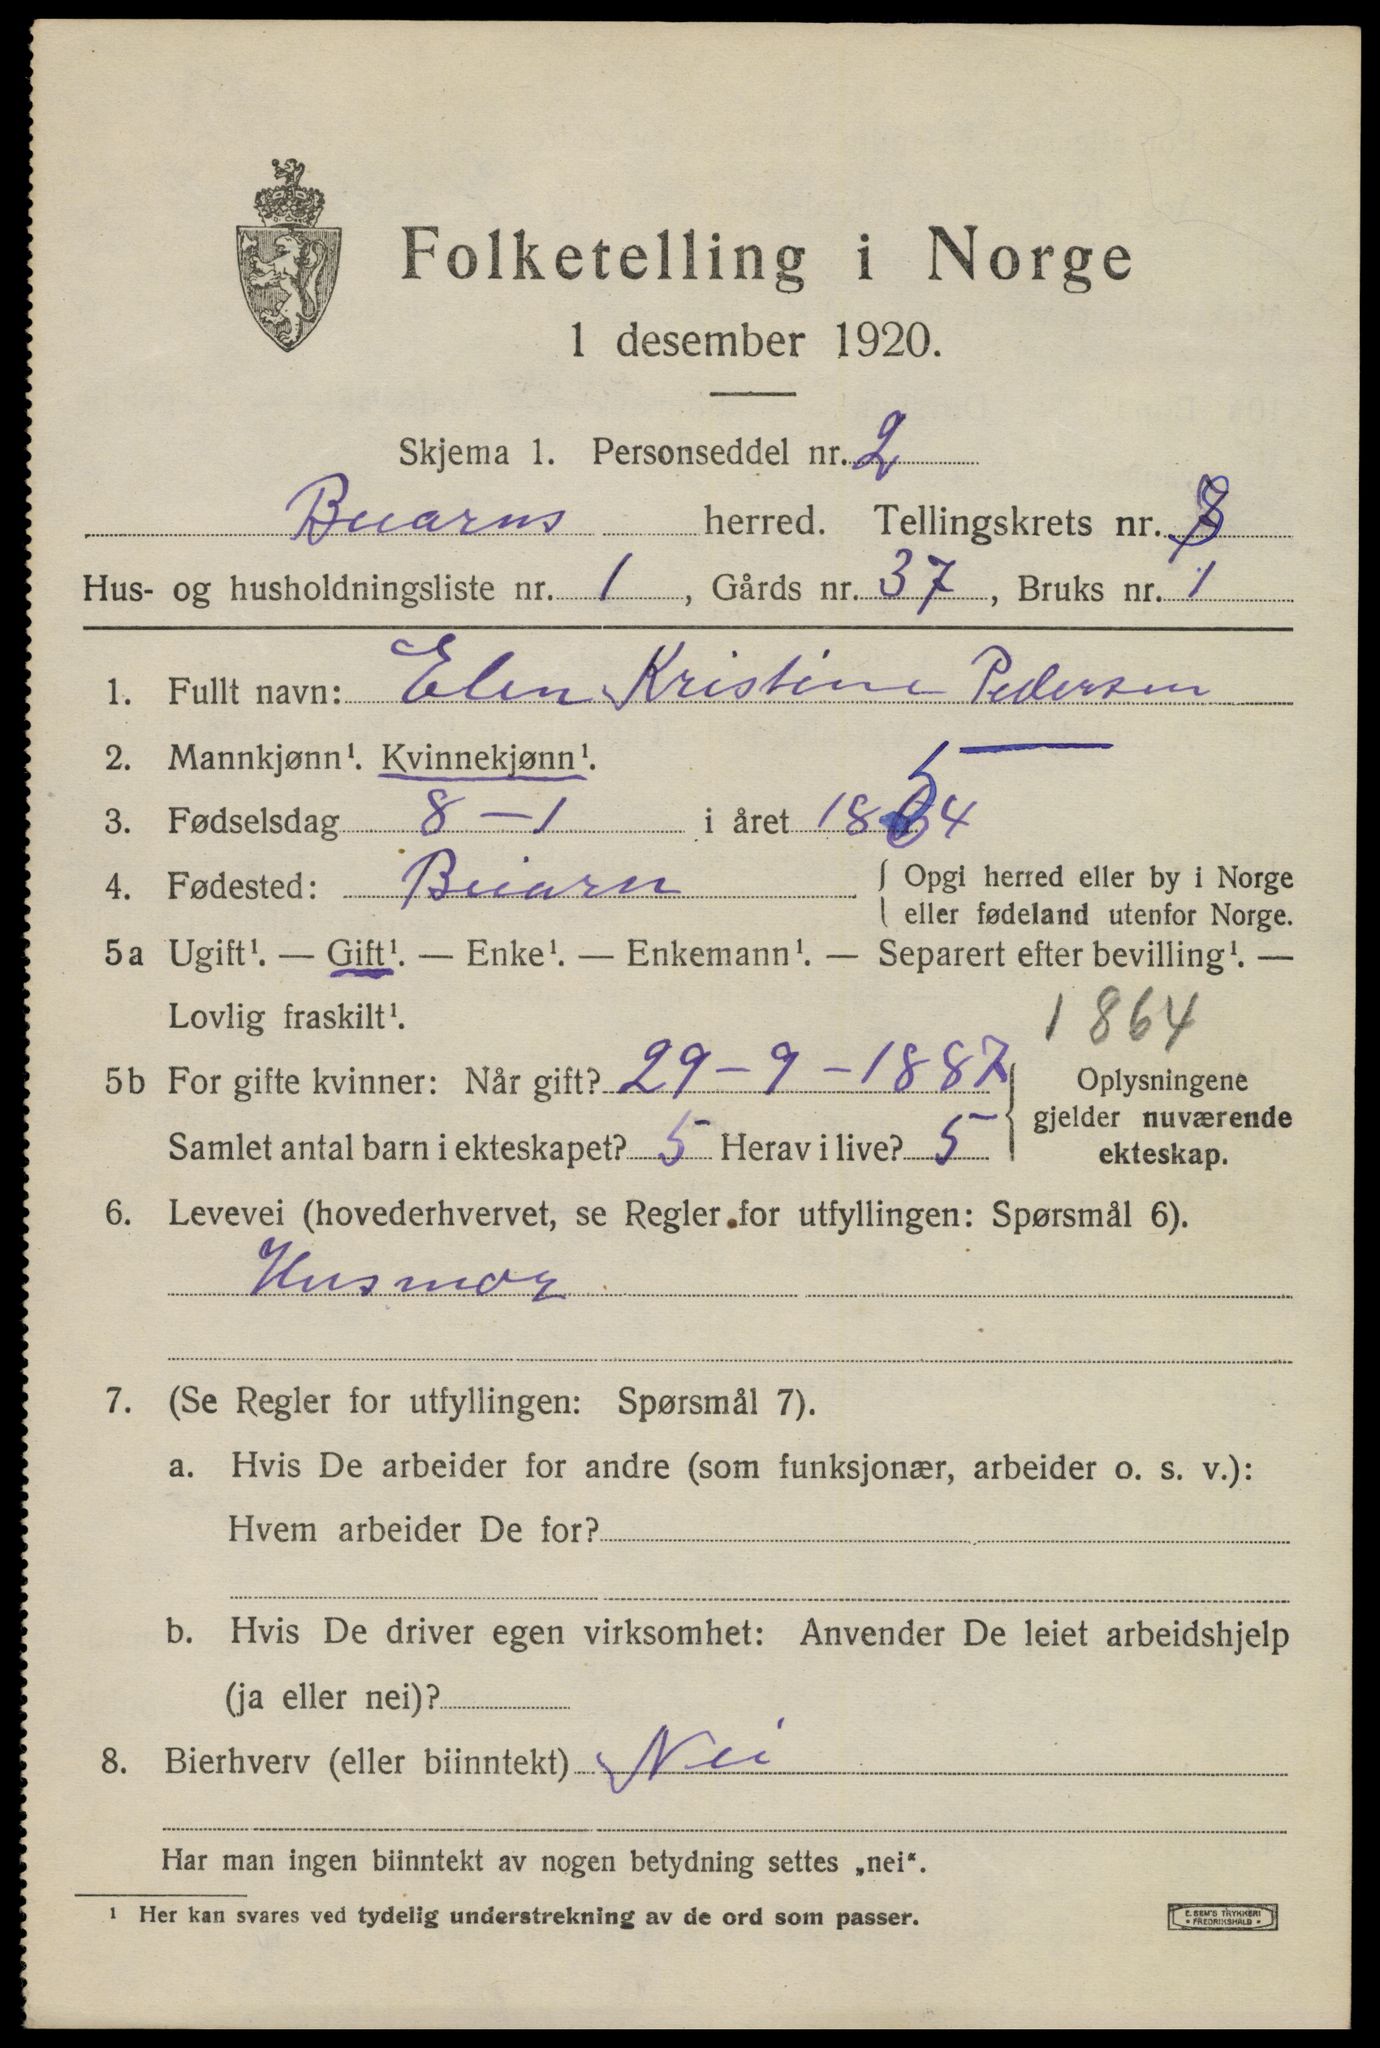 Folketelling i Norge
1 desember 1920.
Skjema 1. Personseddel nr. 2
Beiarns herred. Tellingskrets nr.
Hus- og husholdningsliste nr. 1, Gårds nr. 37, Bruks nr. 1
1. Fullt navn: Elen Kristine Pedersen
2. Mannkjønn¹. Kvinnekjønn¹.
3. Fødselsdag 8-1 i året 1864 5
4. Fødested: Beiarn { Opgi herred eller by i Norge
eller fødeland utenfor Norge.
5a Ugift¹. — Gift¹. — Enke¹. — Enkemann¹. — Separert efter bevilling¹. —
Lovlig fraskilt¹.
1864
5b For gifte kvinner: Når gift? 29-9-1887 { Oplysningene
gjelder nuværende
Samlet antal barn i ekteskapet? 5 Herav i live? 5 ekteskap.
6. Levevei (hovederhvervet, se Regler for utfyllingen: Spørsmål 6).
Husmor
7. (Se Regler for utfyllingen: Spørsmål 7).
a. Hvis De arbeider for andre (som funksjonær, arbeider o. s. v.):
Hvem arbeider De for?
b. Hvis De driver egen virksomhet: Anvender De leiet arbeidshjelp
(ja eller nei)?
8. Bierhverv (eller biinntekt) Nei
Har man ingen biinntekt av nogen betydning settes „nei“.
¹ Her kan svares ved tydelig understrekning av de ord som passer.
E. SEM'S TRYKKERI
• FREDRIKSHALD •